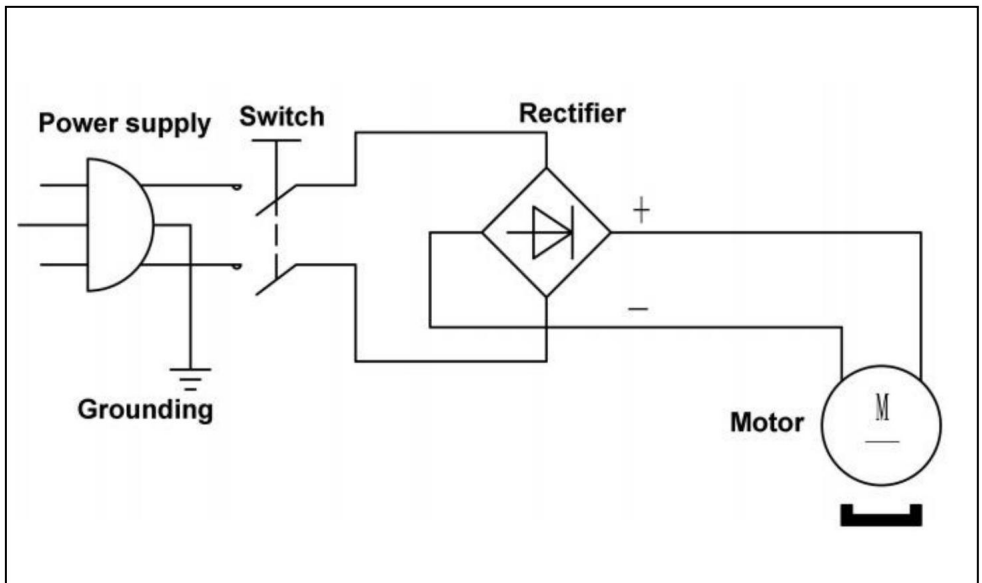 Power supply
Switch
Rectifier
+
−
Grounding
Motor
M